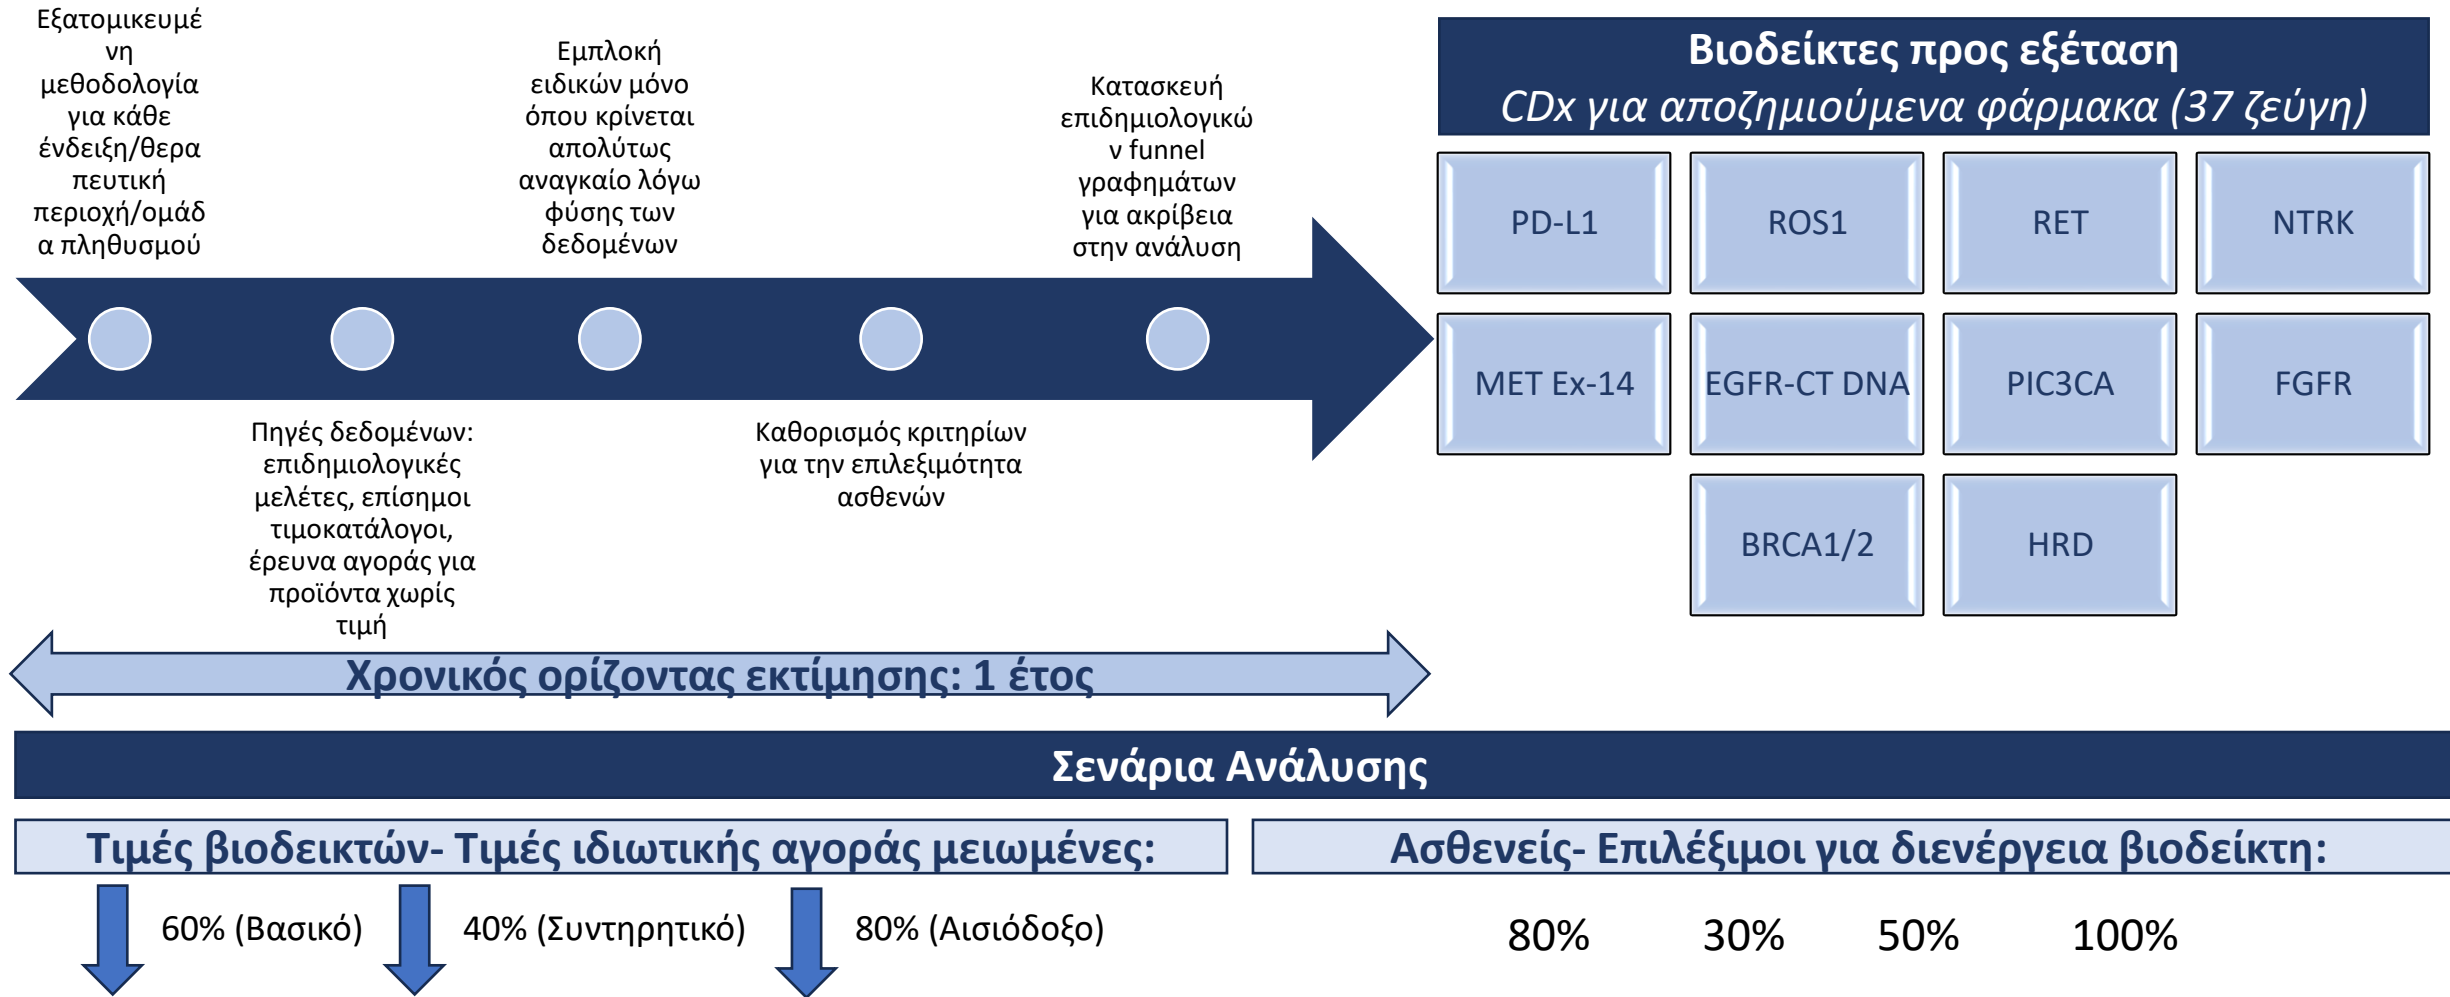 Εξατομικευμέ
νη
μεθοδολογία
για κάθε
ένδειξη/θερα
πευτική
περιοχή/ομάδ
α πληθυσμού
Πηγές δεδομένων:
επιδημιολογικές
μελέτες, επίσημοι
τιμοκατάλογοι,
έρευνα αγοράς για
προϊόντα χωρίς
τιμή
Εμπλοκή
ειδικών μόνο
όπου κρίνεται
απολύτως
αναγκαίο λόγω
φύσης των
δεδομένων
Καθορισμός κριτηρίων
για την επιλεξιμότητα
ασθενών
Κατασκευή
επιδημιολογικώ
ν funnel
γραφημάτων
για ακρίβεια
στην ανάλυση
Χρονικός ορίζοντας εκτίμησης: 1 έτος
Βιοδείκτες προς εξέταση
CDx για αποζημιούμενα φάρμακα (37 ζεύγη)
PD-L1
ROS1
RET
NTRK
MET Ex-14
EGFR-CT DNA
PIC3CA
FGFR
BRCA1/2
HRD
Σενάρια Ανάλυσης
Τιμές βιοδεικτών- Τιμές ιδιωτικής αγοράς μειωμένες:
60% (Βασικό)
40% (Συντηρητικό)
80% (Αισιόδοξο)
Ασθενείς- Επιλέξιμοι για διενέργεια βιοδείκτη:
80%
30%
50%
100%